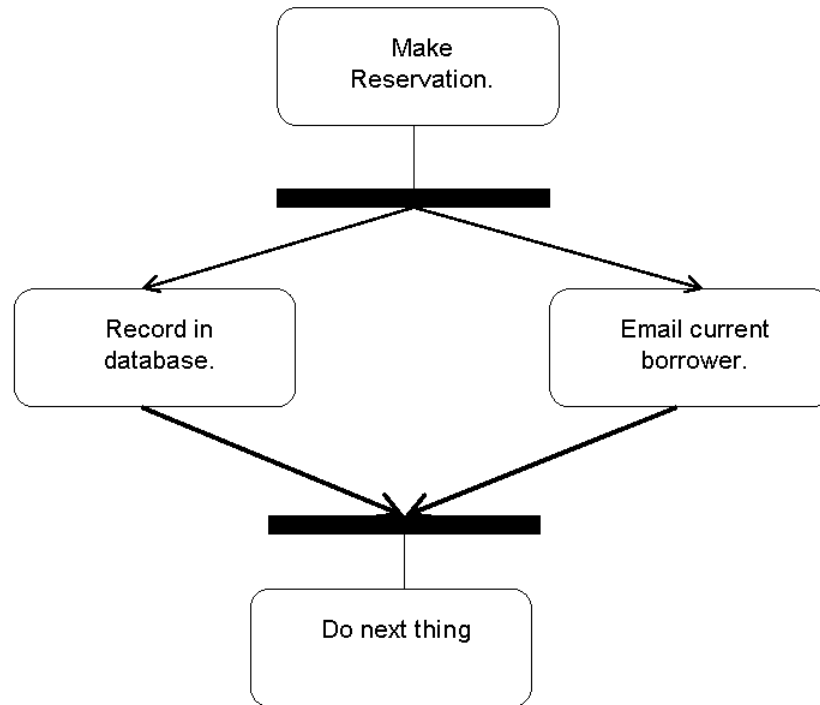 Make
Reservation.
Record in
database.
Email current
borrower.
Do next thing